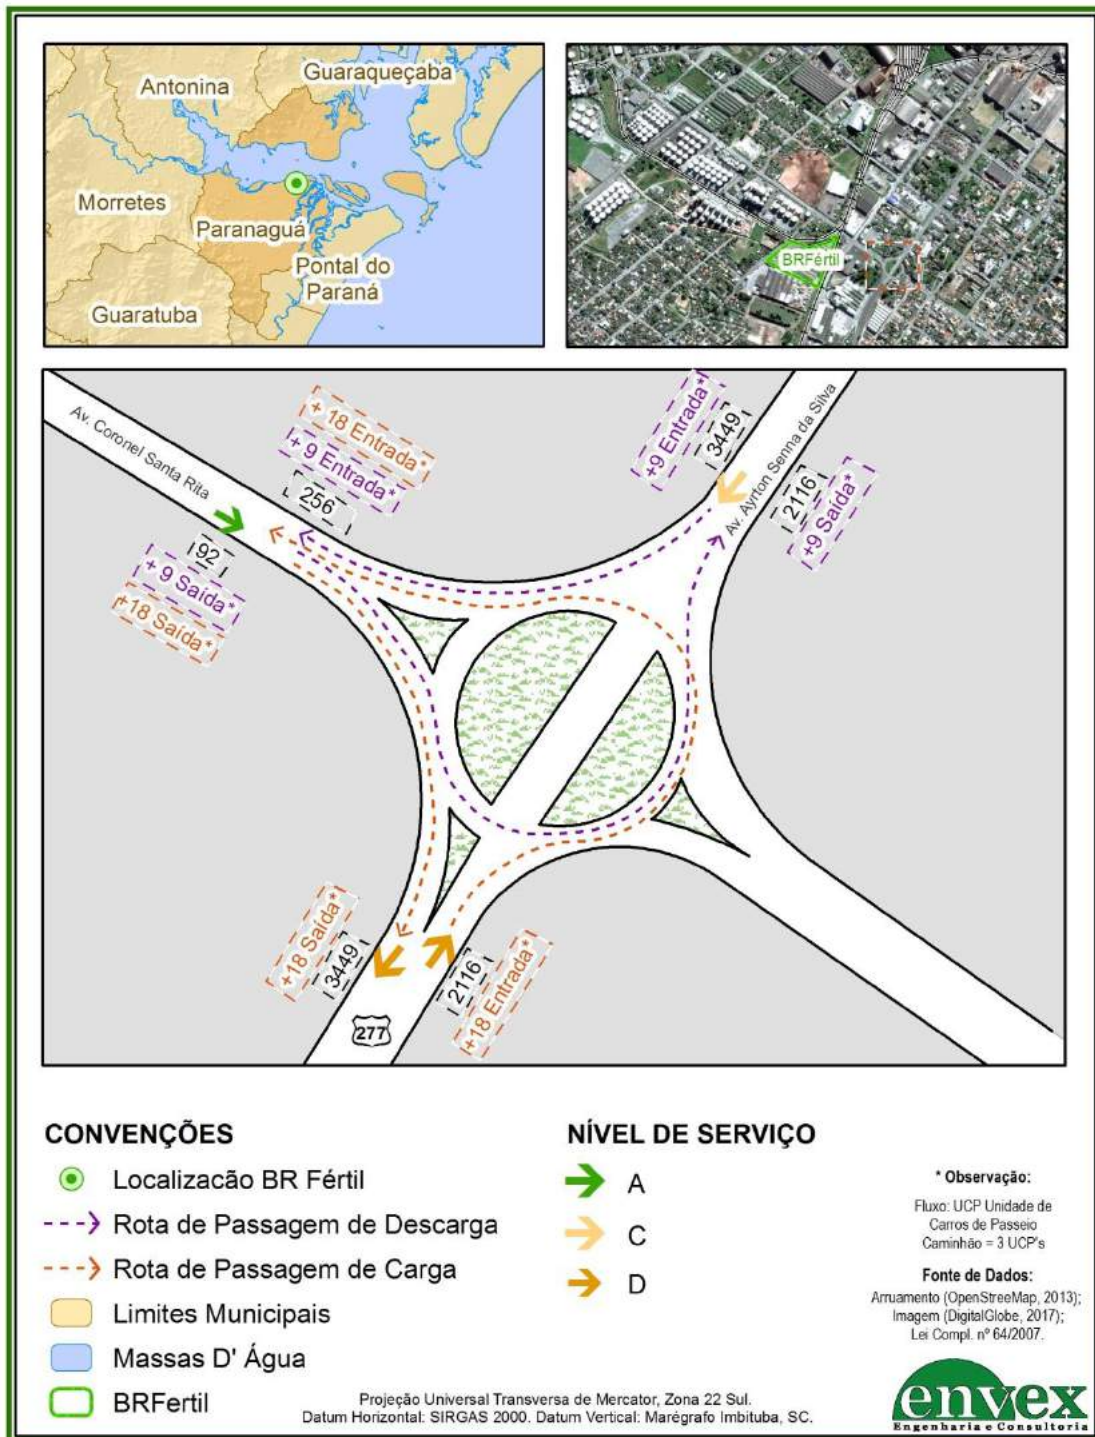 Antonina
Guaraqueçaba
Morretes
Paranaguá
Pontal do
Paraná
Guaratuba
BRFértil
Av. Coronel Santa Rita
+ 18 Entrada*
+ 9 Entrada*
256
92
+ 9 Saída*
+18 Saída*
+9 Entrada*
3449
Av. Ayrton Senna da Silva
2116
+9 Saída*
+18 Saída*
3449
2116
+18 Entrada*
277
CONVENÇÕES
Localizacão BR Fértil
Rota de Passagem de Descarga
Rota de Passagem de Carga
Limites Municipais
Massas D' Água
BRFertil
NÍVEL DE SERVIÇO
A
C
D
* Observação:
Fluxo: UCP Unidade de
Carros de Passeio
Caminhão = 3 UCP's
Fonte de Dados:
Arruamento (OpenStreeMap, 2013);
Imagem (DigitalGlobe, 2017);
Lei Compl. nº 64/2007.
Projeção Universal Transversa de Mercator, Zona 22 Sul.
Datum Horizontal: SIRGAS 2000. Datum Vertical: Marégrafo Imbituba, SC.
envex
Engenharia e Consultoria